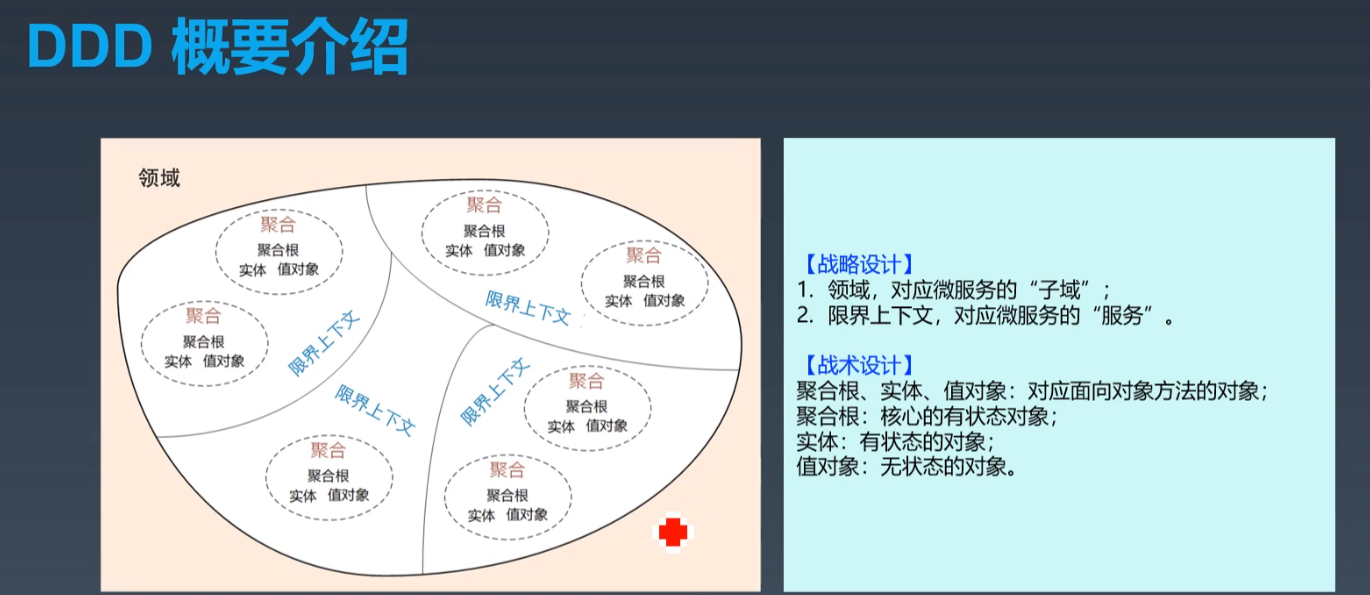 DDD 概要介绍
领域
聚合
聚合根
实体 值对象
聚合
聚合根
实体 值对象
限界上下文
聚合
聚合根
实体 值对象
聚合
聚合根
实体 值对象
限界上下文
限界上下文
聚合
聚合根
实体 值对象
限界上下文
聚合
聚合根
实体 值对象
聚合
聚合根
实体 值对象
【战略设计】
1. 领域，对应微服务的“子域”；
2. 限界上下文，对应微服务的“服务”。
【战术设计】
聚合根、实体、值对象：对应面向对象方法的对象；
聚合根：核心的有状态对象；
实体：有状态的对象；
值对象：无状态的对象。